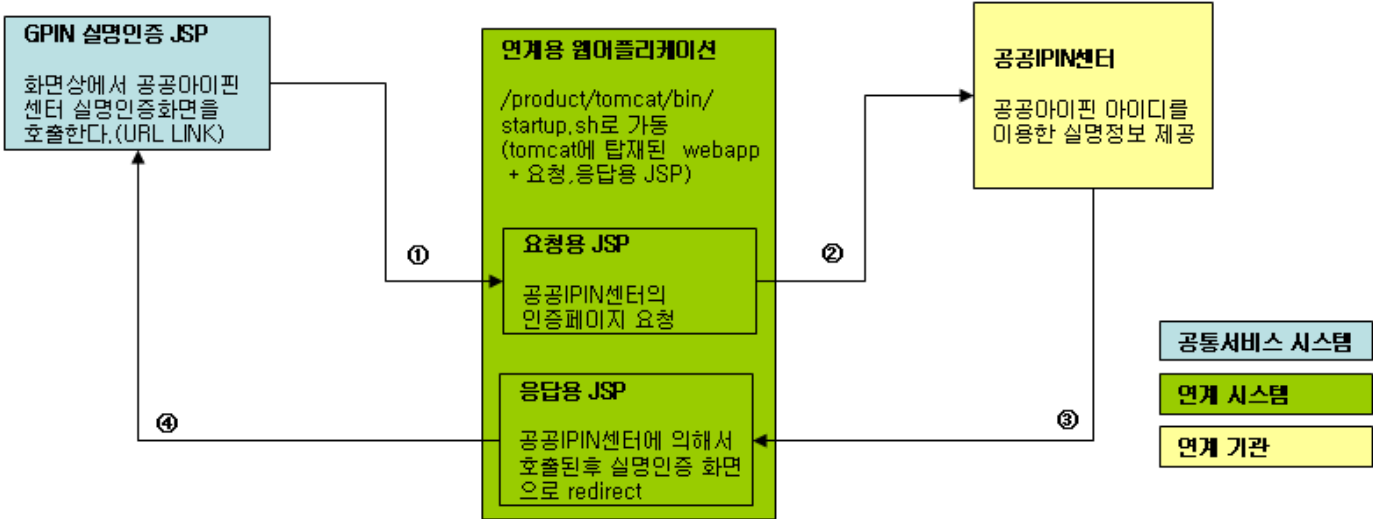 GPIN 실명인증 JSP
화면상에서 공공아이핀
센터 실명인증화면을
호출한다.(URL LINK)
연계용 웹어플리케이션
/product/tomcat/bin/
startup.sh로 가동
(tomcat에 탑재된 webapp
+ 요청,응답용 JSP)
요청용 JSP
공공IPIN센터의
인증페이지 요청
응답용 JSP
공공IPIN센터에 의해서
호출된후 실명인증 화면
으로 redirect
공공IPIN센터
공공아이핀 아이디를
이용한 실명정보 제공
①
②
③
④
공통서비스 시스템
연계 시스템
연계 기관